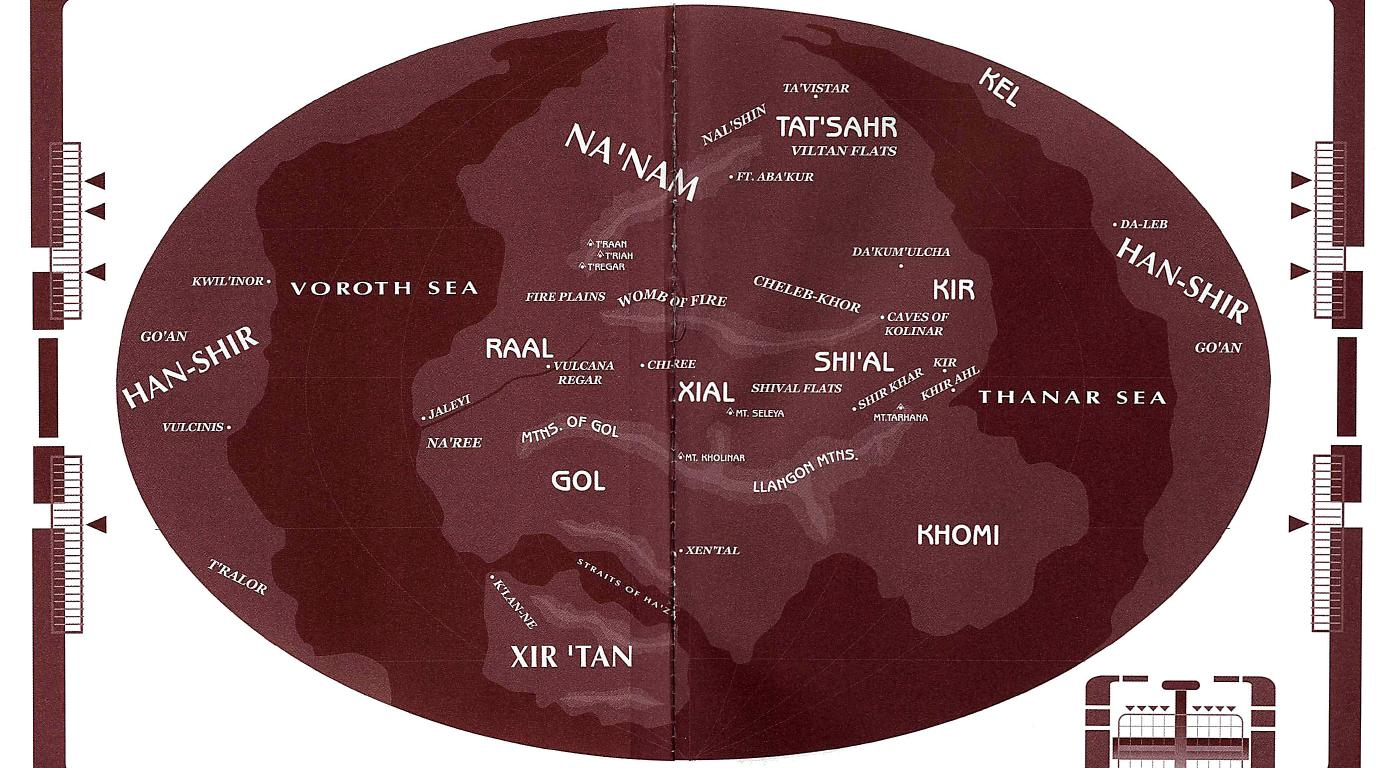 KEL
TA'VISTAR
NAL'SHIN
TAT'SAHR
VILTAN FLATS
NA'NAM
FT. ABA'KUR
DA-LEB
T'RAAN
T'RIAH
T'REGAR
DA'KUM'ULCHA
HAN-SHIR
KWIL'INOR
VOROTH SEA
FIRE PLAINS
WOMB OF FIRE
CHELEB-KHOR
KIR
CAVES OF
KOLINAR
GO'AN
HAN-SHIR
GO'AN
RAAL
VULCANA
REGAR
CHI-REE
SHI'AL
KIR
XIAL
SHIVAL FLATS
SHIR KHAR
KHIR AHL
THANAR SEA
JALEYL
MT. SELEYA
MT.TARHANA
VULCINIS
NA'REE
MTNS. OF GOL
MT. KHOLINAR
LLANGON MTNS.
GOL
KHOMI
XEN'TAL
T'RALOR
K'LAN-NE
STRAITS OF
XIR 'TAN